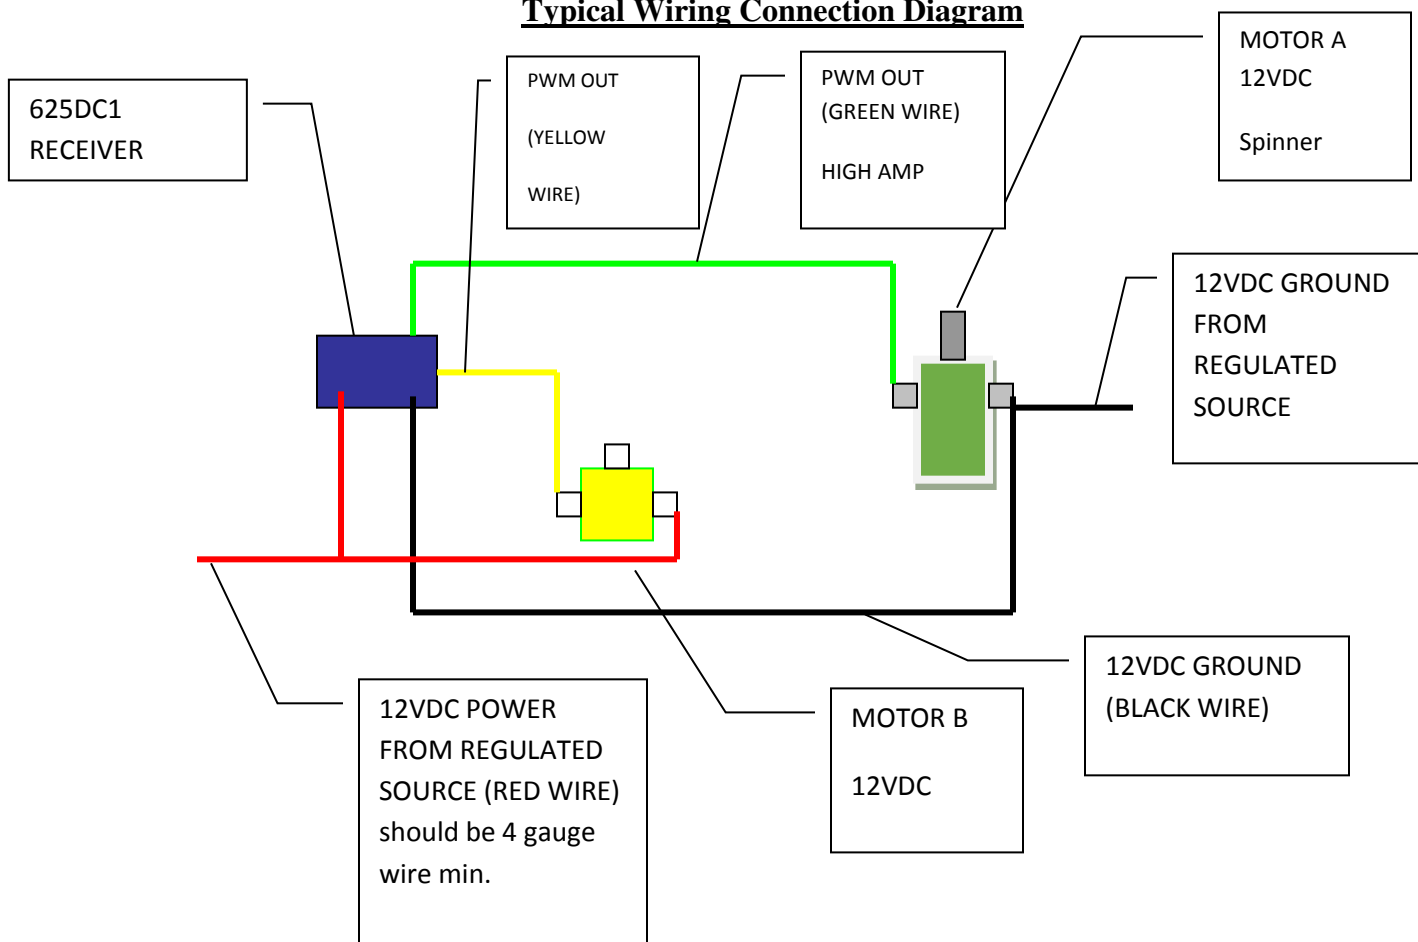 Typical Wiring Connection Diagram
625DC1
RECEIVER
PWM OUT
(YELLOW
WIRE)
PWM OUT
(GREEN WIRE)
HIGH AMP
MOTOR A
12VDC
Spinner
12VDC GROUND
FROM
REGULATED
SOURCE
12VDC POWER
FROM REGULATED
SOURCE (RED WIRE)
should be 4 gauge
wire min.
MOTOR B
12VDC
12VDC GROUND
(BLACK WIRE)